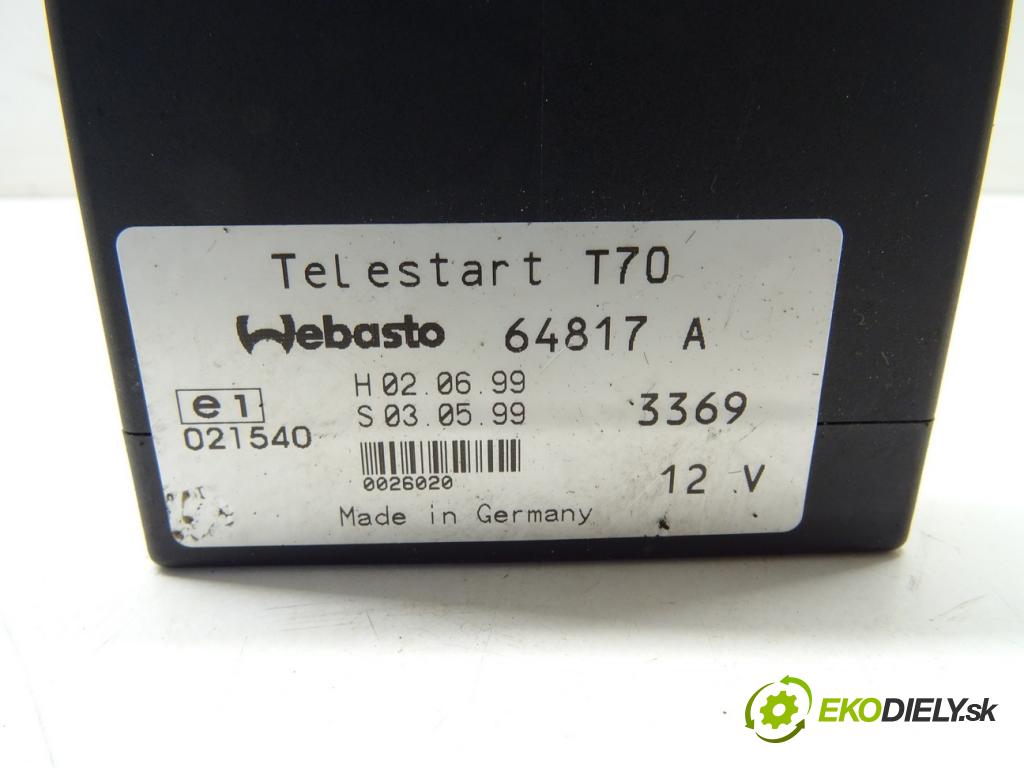 Telestart T70
Webasto 64817 A
H 02.06.99
S 03.05.99
3369
e1
021540
0026020
12 V
Made in Germany
EKODIELY.sk